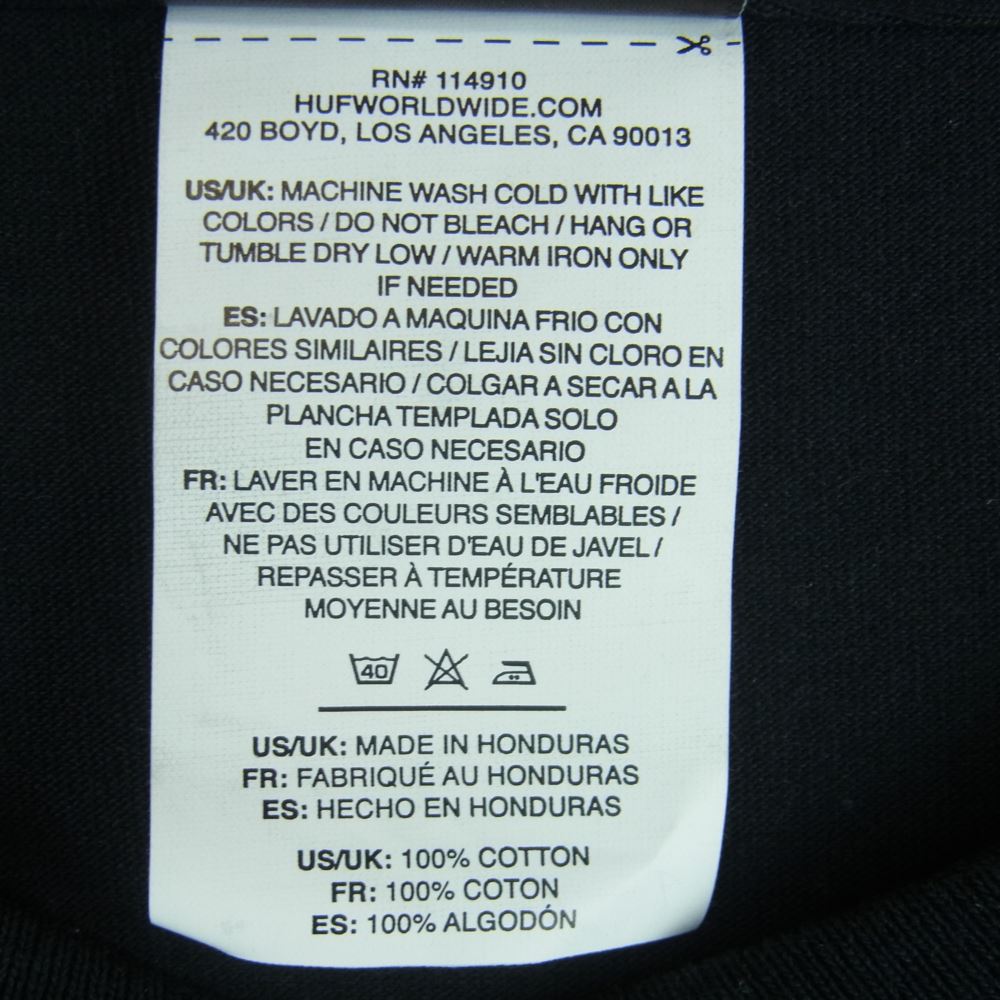 RN# 114910
HUFWORLDWIDE.COM
420 BOYD, LOS ANGELES, CA 90013
US/UK: MACHINE WASH COLD WITH LIKE
COLORS / DO NOT BLEACH / HANG OR
TUMBLE DRY LOW / WARM IRON ONLY
IF NEEDED
ES: LAVADO A MAQUINA FRIO CON
COLORES SIMILAIRES / LEJIA SIN CLORO EN
CASO NECESARIO / COLGAR A SECAR A LA
PLANCHA TEMPLADA SOLO
EN CASO NECESARIO
FR: LAVER EN MACHINE À L'EAU FROIDE
AVEC DES COULEURS SEMBLABLES /
NE PAS UTILISER D'EAU DE JAVEL /
REPASSER À TEMPÉRATURE
MOYENNE AU BESOIN
40
US/UK: MADE IN HONDURAS
FR: FABRIQUÉ AU HONDURAS
ES: HECHO EN HONDURAS
US/UK: 100% COTTON
FR: 100% COTON
ES: 100% ALGODÓN